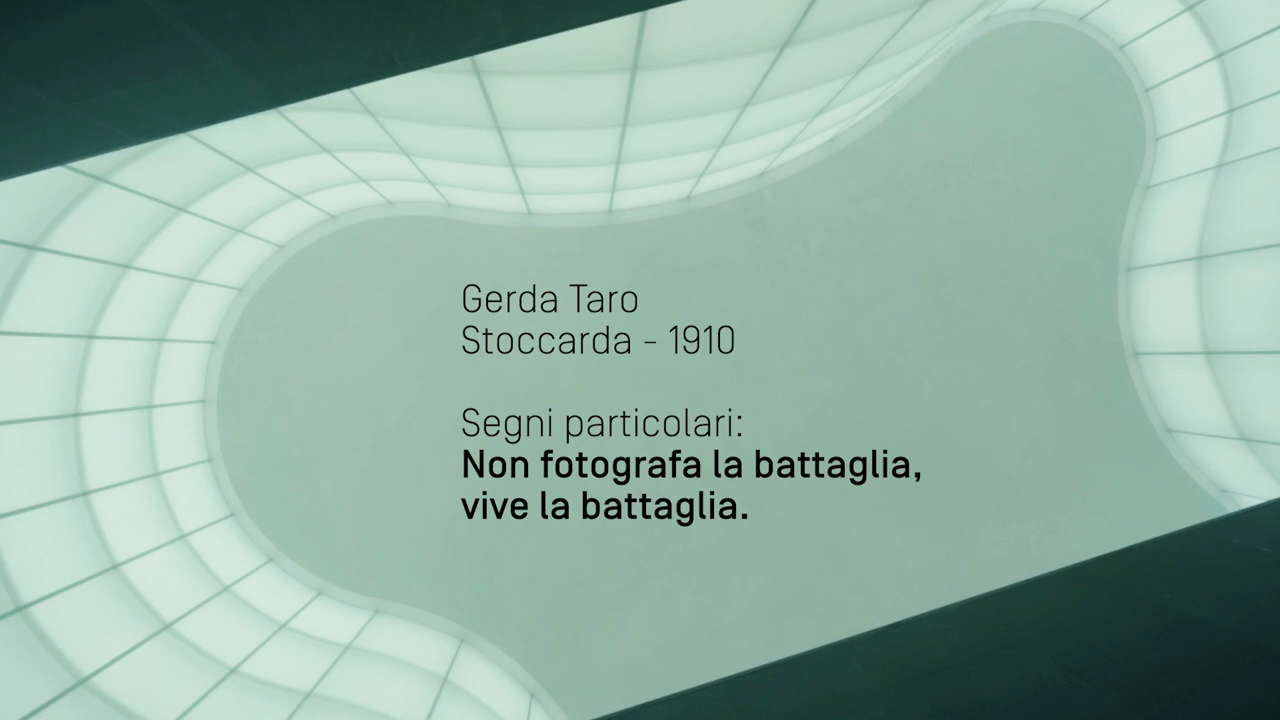 Gerda Taro
Stoccarda - 1910
Segni particolari:
Non fotografa la battaglia,
vive la battaglia.